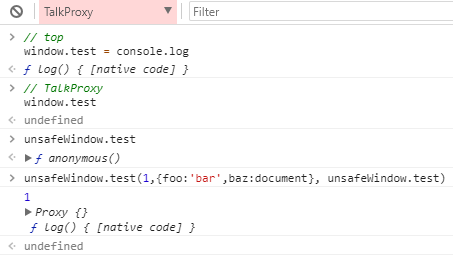 TalkProxy Filter
// top
window.test = console.log
ƒ log() { [native code] }
// TalkProxy
window.test
undefined
unsafeWindow.test
ƒ anonymous()
unsafeWindow.test(1,{foo:'bar',baz:document}, unsafeWindow.test)
1
Proxy {}
ƒ log() { [native code] }
undefined